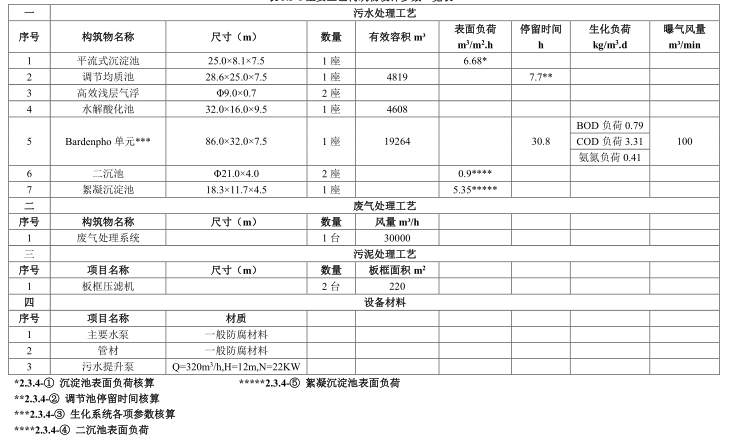 一 污水处理工艺
序号 构筑物名称 尺寸（m） 数量 有效容积 m³ 表面负荷 m³/m².h 停留时间 h 生化负荷 kg/m³.d 曝气风量 m³/min
1 平流式沉淀池 25.0×8.1×7.5 1 座 6.68*
2 调节均质池 28.6×25.0×7.5 1 座 4819 7.7**
3 高效浅层气浮 Φ9.0×0.7 2 座
4 水解酸化池 32.0×16.0×9.5 1 座 4608
5 Bardenpho 单元*** 86.0×32.0×7.5 1 座 19264 30.8 BOD 负荷 0.79 COD 负荷 3.31 氨氮负荷 0.41 100
6 二沉池 Φ21.0×4.0 2 座 0.9****
7 絮凝沉淀池 18.3×11.7×4.5 1 座 5.35*****
二 废气处理工艺
序号 构筑物名称 尺寸（m） 数量 风量 m³/h
1 废气处理系统 1 台 30000
三 污泥处理工艺
序号 项目名称 尺寸（m） 数量 板框面积 m²
1 板框压滤机 2 台 220
四 设备材料
序号 项目名称 材质
1 主要水泵 一般防腐材料
2 管材 一般防腐材料
3 污水提升泵 Q=320m³/h,H=12m,N=22KW
*2.3.4-① 沉淀池表面负荷核算 *****2.3.4-⑤ 絮凝沉淀池表面负荷
**2.3.4-② 调节池停留时间核算
***2.3.4-③ 生化系统各项参数核算
****2.3.4-④ 二沉池表面负荷